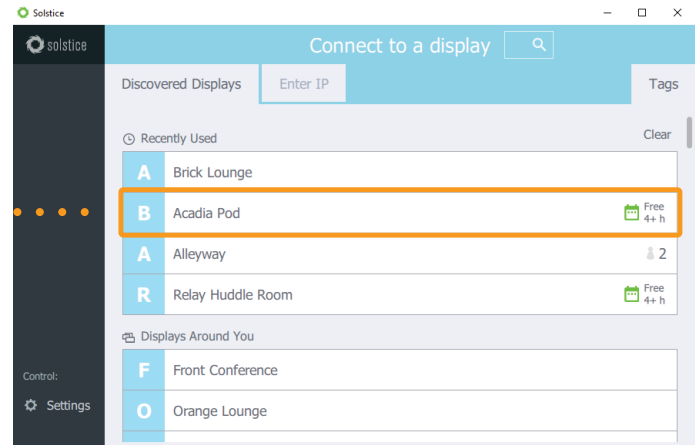 Solstice
solstice
Connect to a display
Discovered Displays
Enter IP
Tags
Recently Used
Clear
A Brick Lounge
B Acadia Pod Free
4+ h
A Alleyway 2
R Relay Huddle Room Free
4+ h
Displays Around You
F Front Conference
O Orange Lounge
Control:
Settings